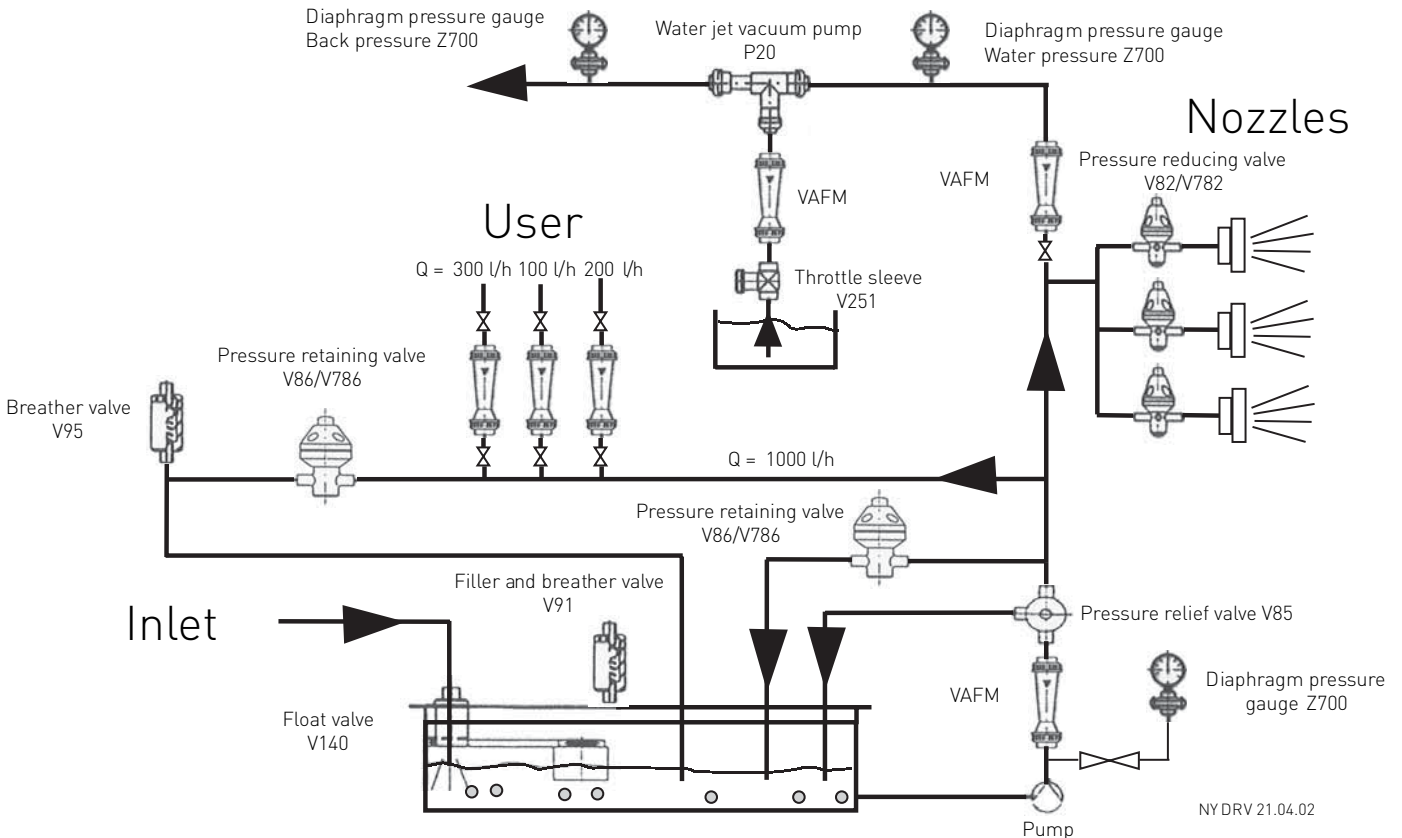 Diaphragm pressure gauge
Back pressure Z700
Water jet vacuum pump
P20
Diaphragm pressure gauge
Water pressure Z700
Nozzles
Pressure reducing valve
V82/V782
VAFM
VAFM
User
Q = 300 l/h 100 l/h 200 l/h
Throttle sleeve
V251
Pressure retaining valve
V86/V786
Breather valve
V95
Q = 1000 l/h
Pressure retaining valve
V86/V786
Filler and breather valve
V91
Inlet
Pressure relief valve V85
VAFM
Diaphragm pressure
gauge Z700
Float valve
V140
NY DRV 21.04.02
Pump